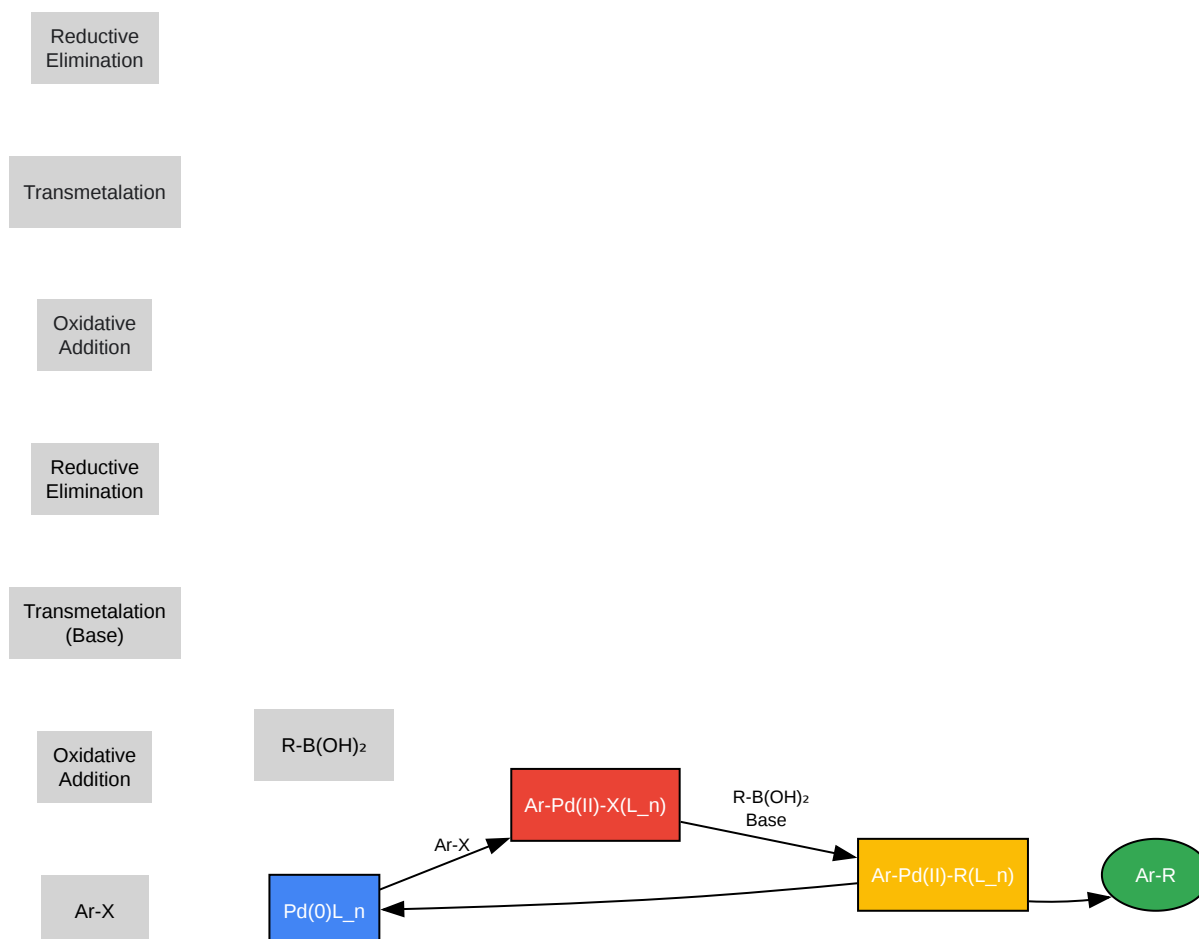 Reductive
Elimination
Transmetalation
Oxidative
Addition
Reductive
Elimination
Transmetalation
(Base)
Oxidative
Addition
R-B(OH)₂
Ar-Pd(II)-X(L_n)
R-B(OH)₂
Base
Ar-X
Ar-Pd(II)-R(L_n)
Ar-R
Ar-X
Pd(0)L_n